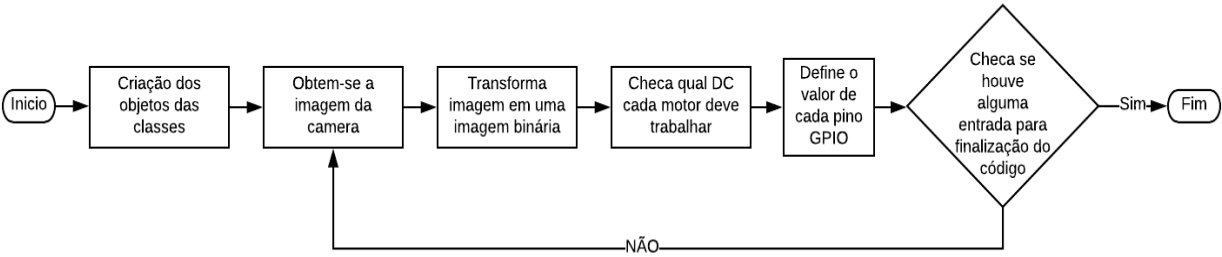 Inicio
Criação dos
objetos das
classes
Obtem-se a
imagem da
camera
Transforma
imagem em uma
imagem binária
Checa qual DC
cada motor deve
trabalhar
Define o
valor de
cada pino
GPIO
Checa se
houve
alguma
entrada para
finalização do
código
Sim
Fim
NÃO